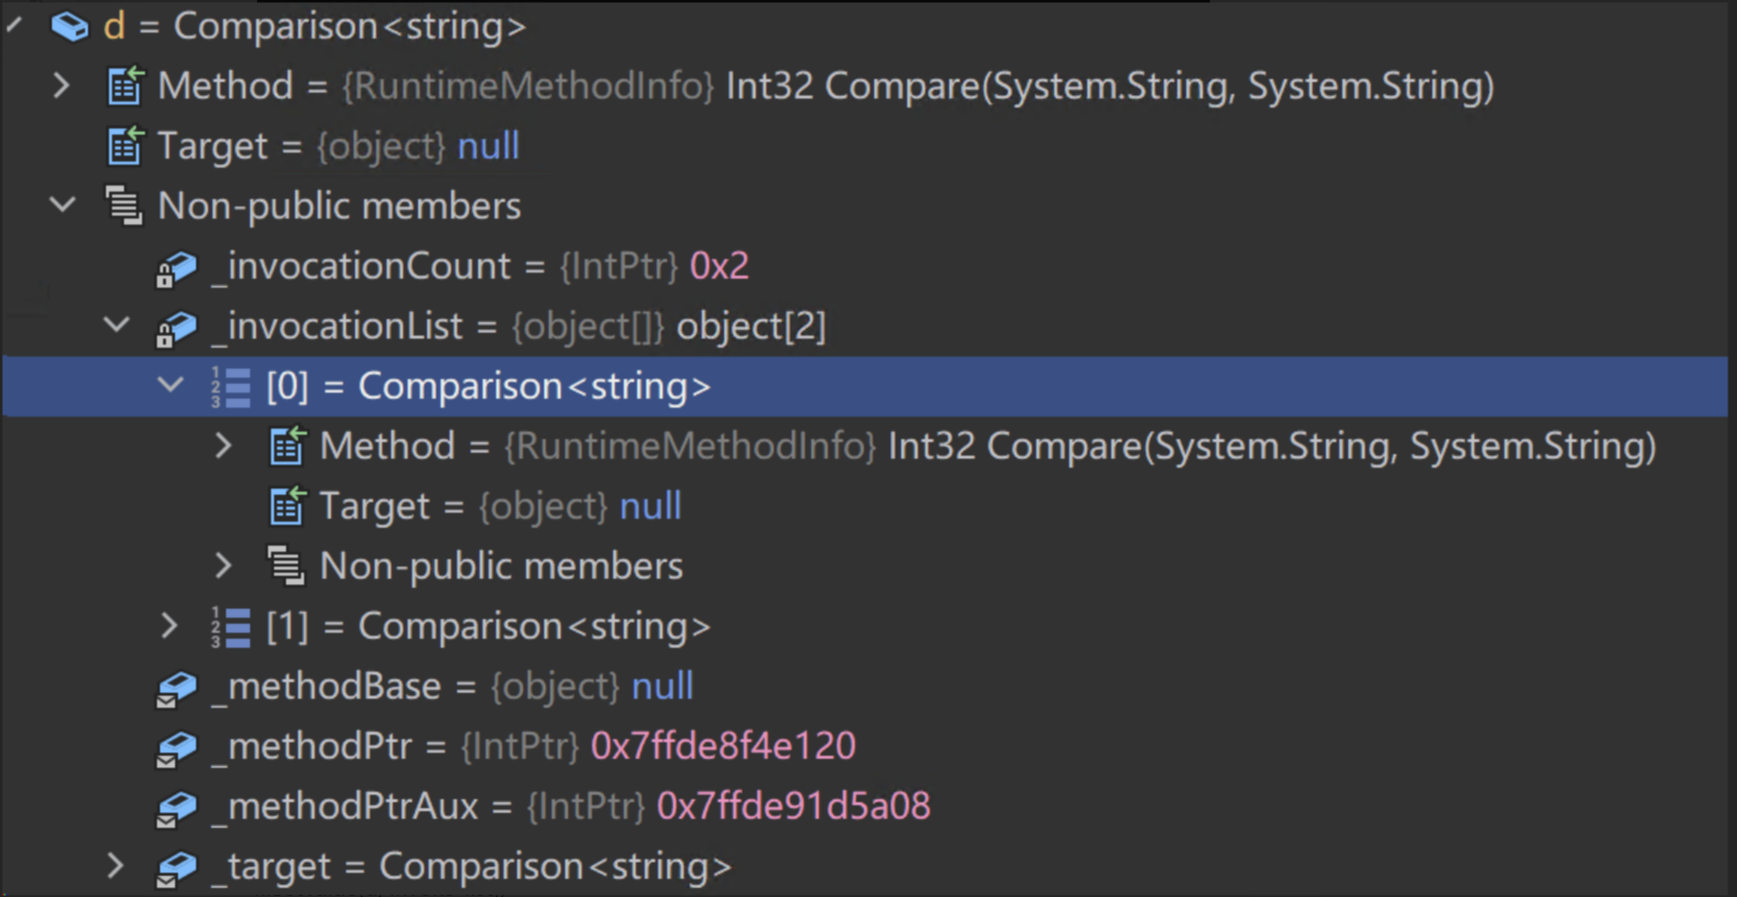 d = Comparison<string>
Method = {RuntimeMethodInfo} Int32 Compare(System.String, System.String)
Target = {object} null
Non-public members
_invocationCount = {IntPtr} 0x2
_invocationList = {object[]} object[2]
[0] = Comparison<string>
Method = {RuntimeMethodInfo} Int32 Compare(System.String, System.String)
Target = {object} null
Non-public members
[1] = Comparison<string>
_methodBase = {object} null
_methodPtr = {IntPtr} 0x7ffde8f4e120
_methodPtrAux = {IntPtr} 0x7ffde91d5a08
_target = Comparison<string>